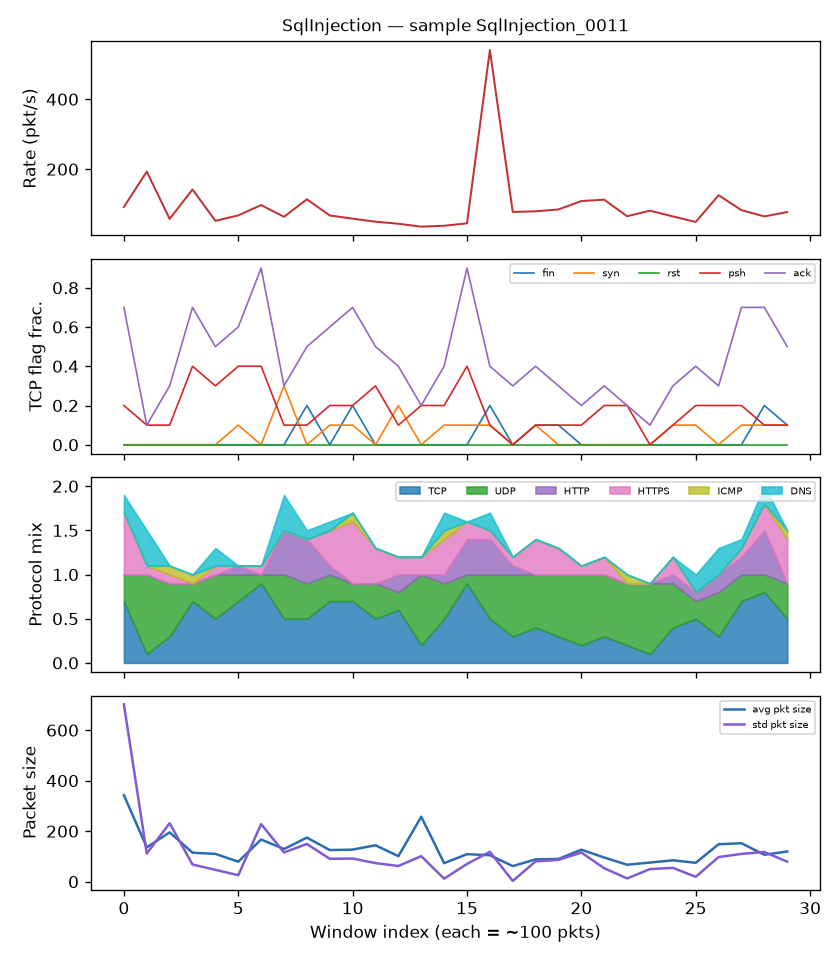 SqlInjection — sample SqlInjection_0011
Rate (pkt/s)
400
200
TCP flag frac.
0.8
0.6
0.4
0.2
0.0
fin syn rst psh ack
Protocol mix
2.0
1.5
1.0
0.5
0.0
TCP UDP HTTP HTTPS ICMP DNS
Packet size
600
400
200
0
avg pkt size
std pkt size
0 5 10 15 20 25 30
Window index (each = ~100 pkts)